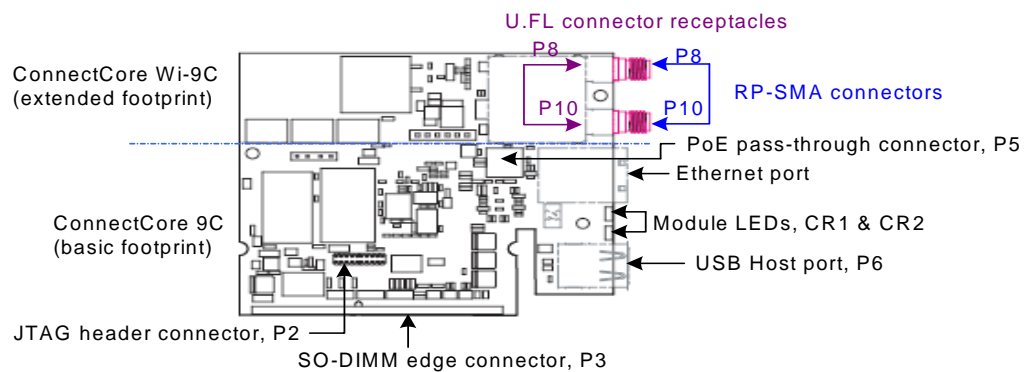 U.FL connector receptacles
P8
P8
ConnectCore Wi-9C
(extended footprint)
RP-SMA connectors
P10
P10
PoE pass-through connector, P5
Ethernet port
ConnectCore 9C
(basic footprint)
Module LEDs, CR1 & CR2
USB Host port, P6
JTAG header connector, P2
SO-DIMM edge connector, P3